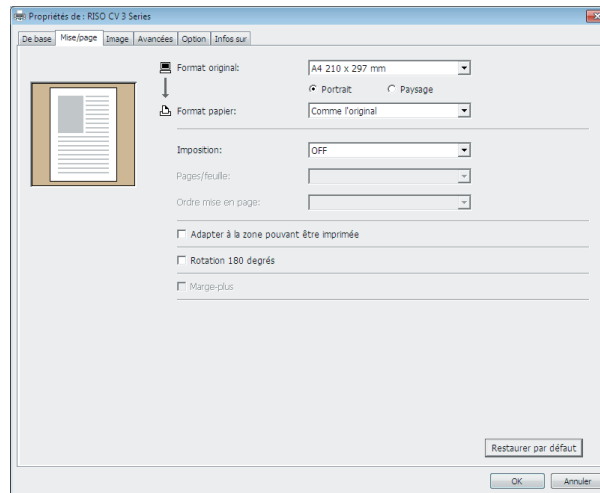 Propriétés de : RISO CV 3 Series
De base Mise/page Image Avancées Option Infos sur
Format original: A4 210 x 297 mm
Portrait Paysage
Format papier: Comme l'original
Imposition: OFF
Pages/feuille:
Ordre mise en page:
Adapter à la zone pouvant être imprimée
Rotation 180 degrés
Marge-plus
Restaurer par défaut
OK Annuler